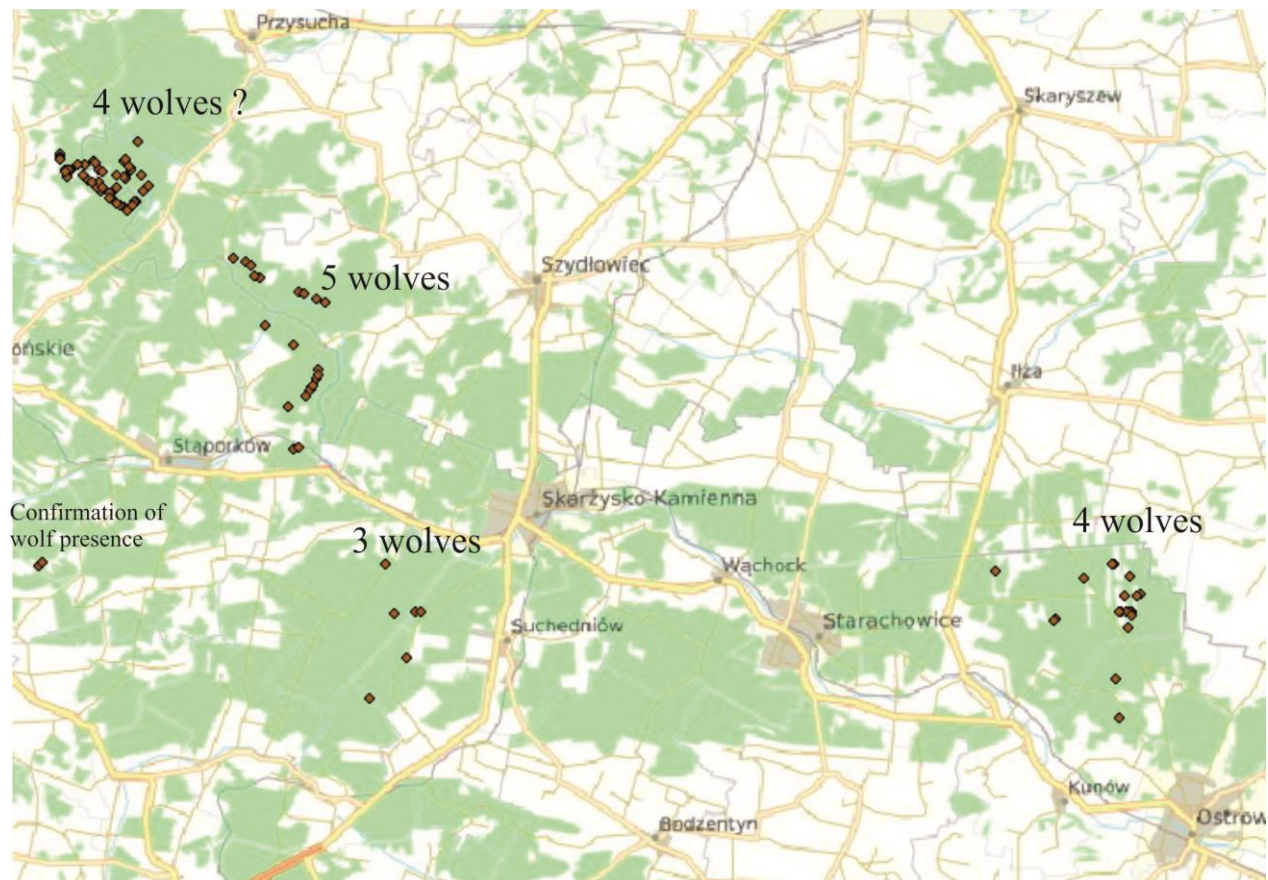 Przysucha
4 wolves ?
Skaryszew
5 wolves
Szydłowiec
ońskie
Iłża
Stąporków
Skarżysko-Kamienna
Confirmation of
wolf presence
3 wolves
4 wolves
Wąchock
Suchedniów
Starachowice
Kunów
Ostrow
Bodzentyn